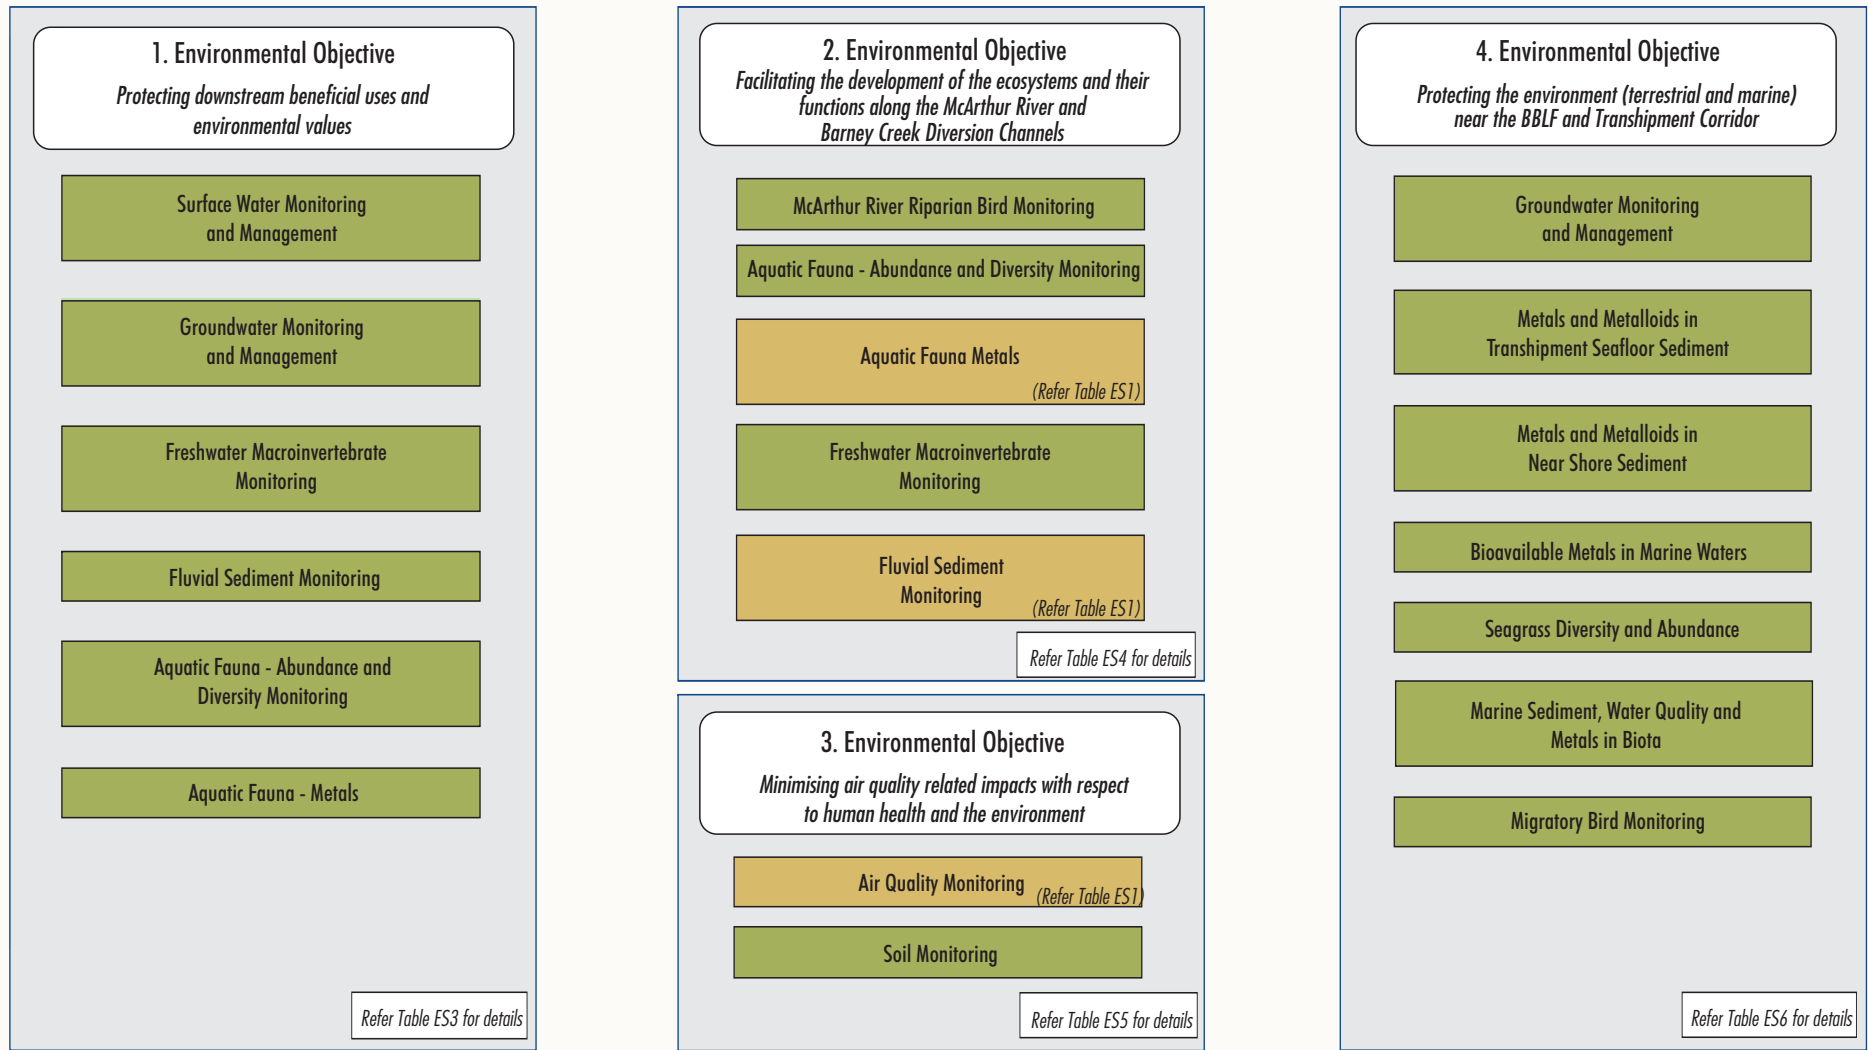 1. Environmental Objective
Protecting downstream beneficial uses and
environmental values
Surface Water Monitoring
and Management
Groundwater Monitoring
and Management
Freshwater Macroinvertebrate
Monitoring
Fluvial Sediment Monitoring
Aquatic Fauna - Abundance and
Diversity Monitoring
Aquatic Fauna - Metals
Refer Table ES3 for details
2. Environmental Objective
Facilitating the development of the ecosystems and their
functions along the McArthur River and
Barney Creek Diversion Channels
McArthur River Riparian Bird Monitoring
Aquatic Fauna - Abundance and Diversity Monitoring
Aquatic Fauna Metals
(Refer Table ES1)
Freshwater Macroinvertebrate
Monitoring
Fluvial Sediment
Monitoring
(Refer Table ES1)
Refer Table ES4 for details
3. Environmental Objective
Minimising air quality related impacts with respect
to human health and the environment
Air Quality Monitoring
(Refer Table ES1)
Soil Monitoring
Refer Table ES5 for details
4. Environmental Objective
Protecting the environment (terrestrial and marine)
near the BBLF and Transhipment Corridor
Groundwater Monitoring
and Management
Metals and Metalloids in
Transhipment Seafloor Sediment
Metals and Metalloids in
Near Shore Sediment
Bioavailable Metals in Marine Waters
Seagrass Diversity and Abundance
Marine Sediment, Water Quality and
Metals in Biota
Migratory Bird Monitoring
Refer Table ES6 for details